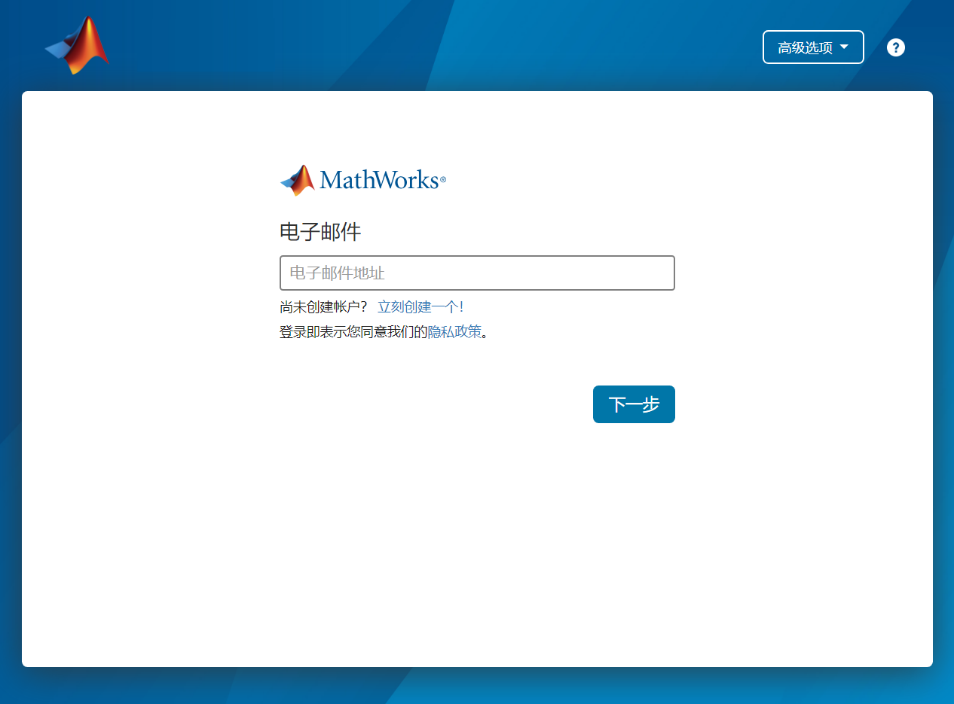 高级选项
?
MathWorks®
电子邮件
电子邮件地址
尚未创建帐户? 立刻创建一个!
登录即表示您同意我们的隐私政策。
下一步